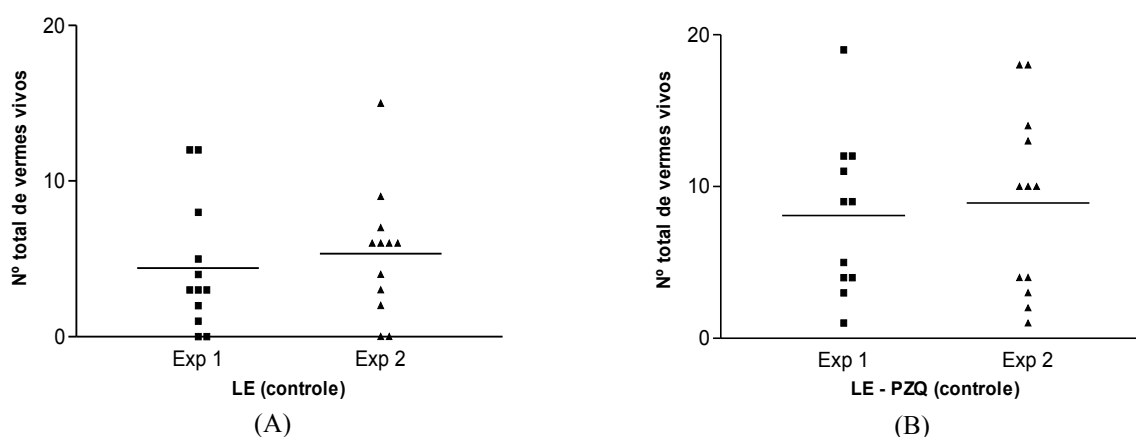 20
10
0
Nº total de vermes vivos
Exp 1 Exp 2
LE (controle)
(A)
20
10
0
Nº total de vermes vivos
Exp 1 Exp 2
LE - PZQ (controle)
(B)